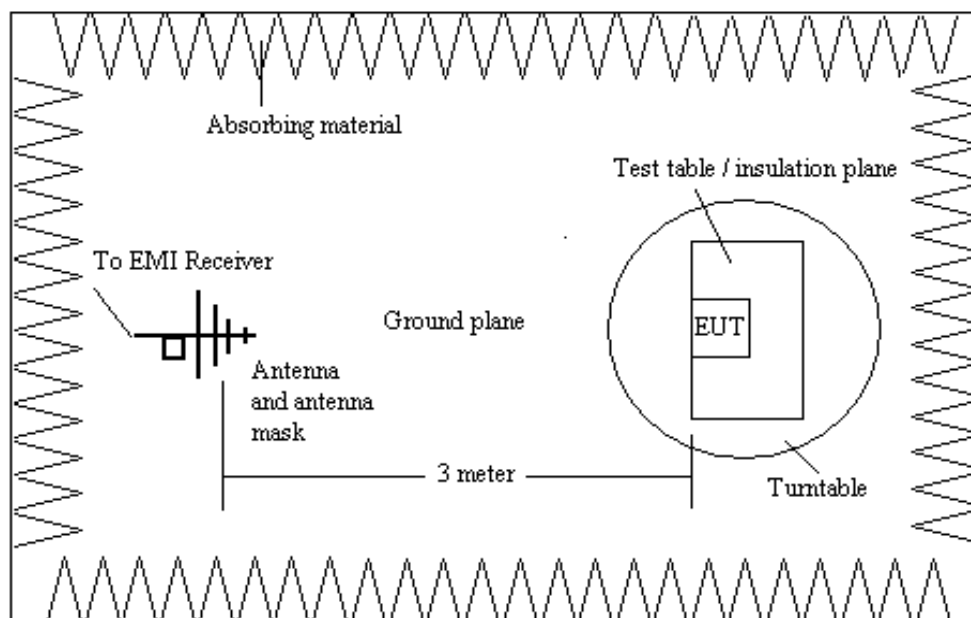 Absorbing material
Test table / insulation plane
To EMI Receiver
Ground plane
EUT
Antenna
and antenna
mask
3 meter
Turntable